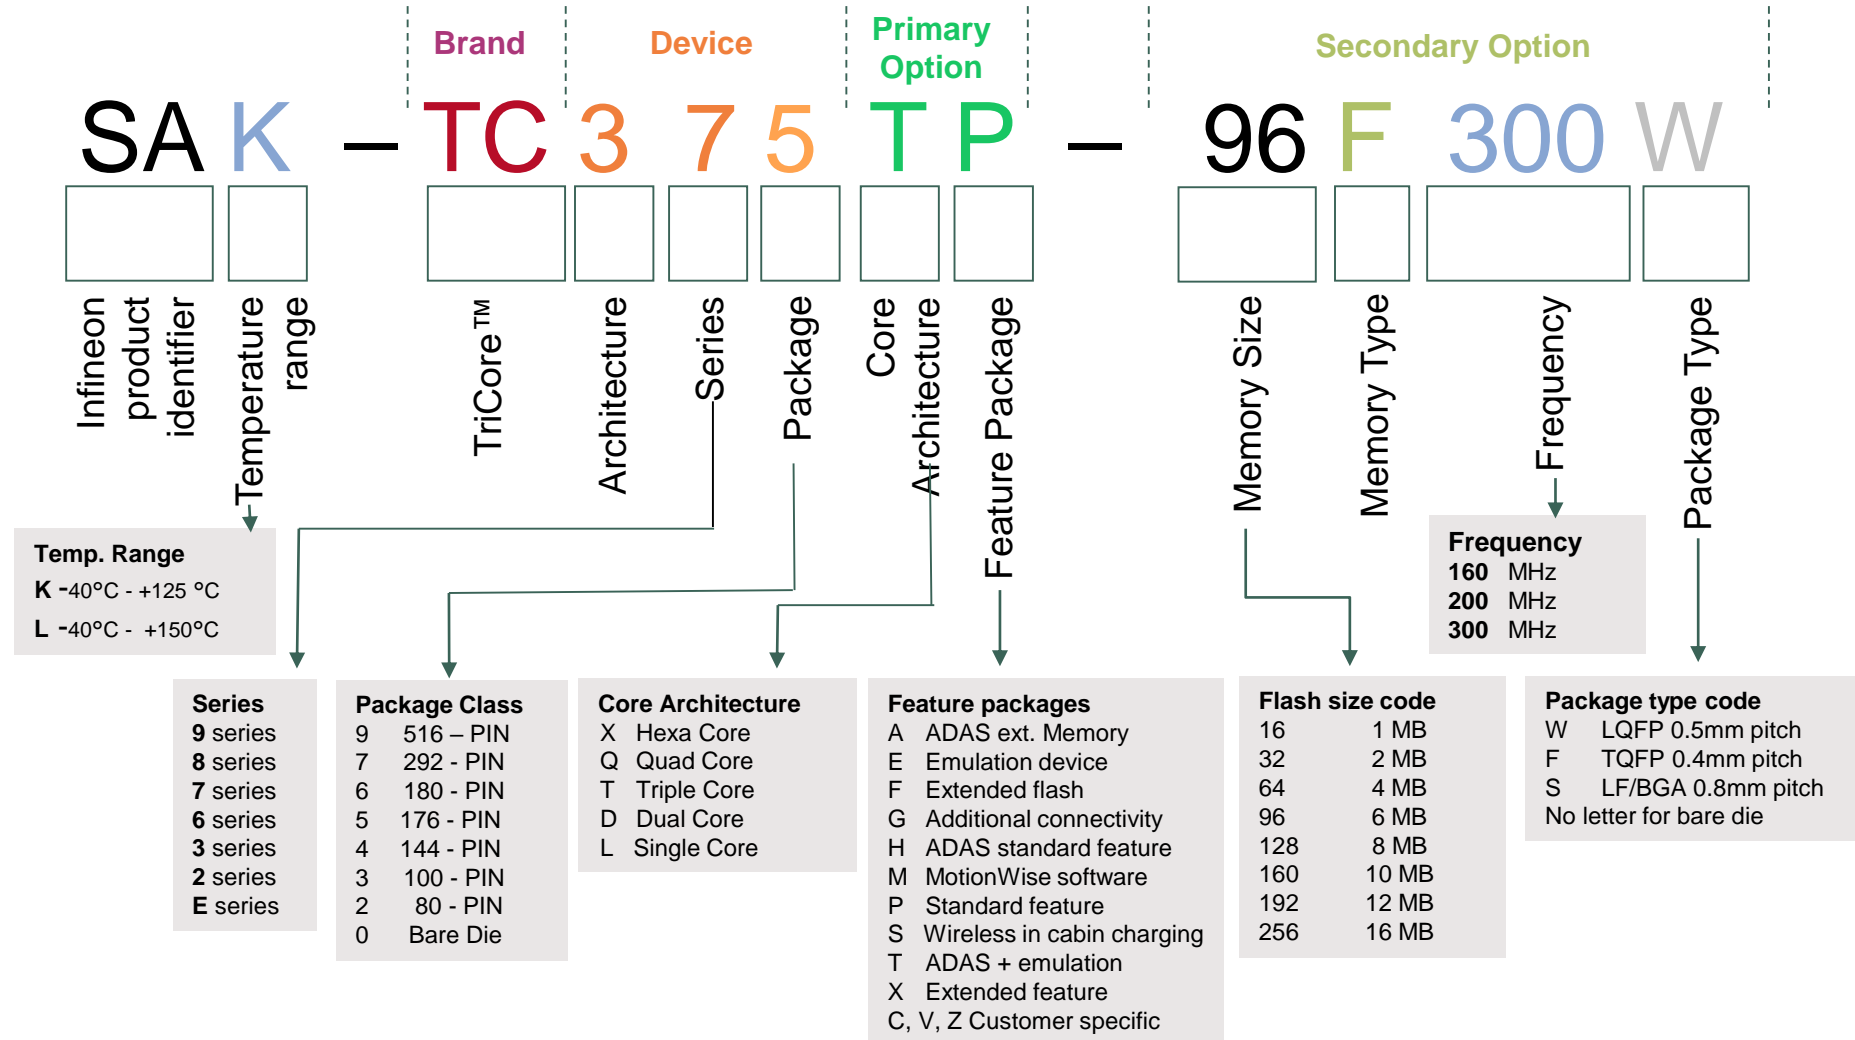 Brand
Device
Primary
Option
Secondary Option
SA K – TC 3 7 5 T P – 96 F 300 W
Infineon
product
identifier
Temperature
range
TriCore™
Architecture
Series
Package
Core
Architecture
Feature Package
Memory Size
Memory Type
Frequency
Package Type
Temp. Range
K -40°C - +125 °C
L -40°C - +150°C
Frequency
160 MHz
200 MHz
300 MHz
Series
9 series
8 series
7 series
6 series
3 series
2 series
E series
Package Class
9 516 – PIN
7 292 - PIN
6 180 - PIN
5 176 - PIN
4 144 - PIN
3 100 - PIN
2 80 - PIN
0 Bare Die
Core Architecture
X Hexa Core
Q Quad Core
T Triple Core
D Dual Core
L Single Core
Feature packages
A ADAS ext. Memory
E Emulation device
F Extended flash
G Additional connectivity
H ADAS standard feature
M MotionWise software
P Standard feature
S Wireless in cabin charging
T ADAS + emulation
X Extended feature
C, V, Z Customer specific
Flash size code
16 1 MB
32 2 MB
64 4 MB
96 6 MB
128 8 MB
160 10 MB
192 12 MB
256 16 MB
Package type code
W LQFP 0.5mm pitch
F TQFP 0.4mm pitch
S LF/BGA 0.8mm pitch
No letter for bare die